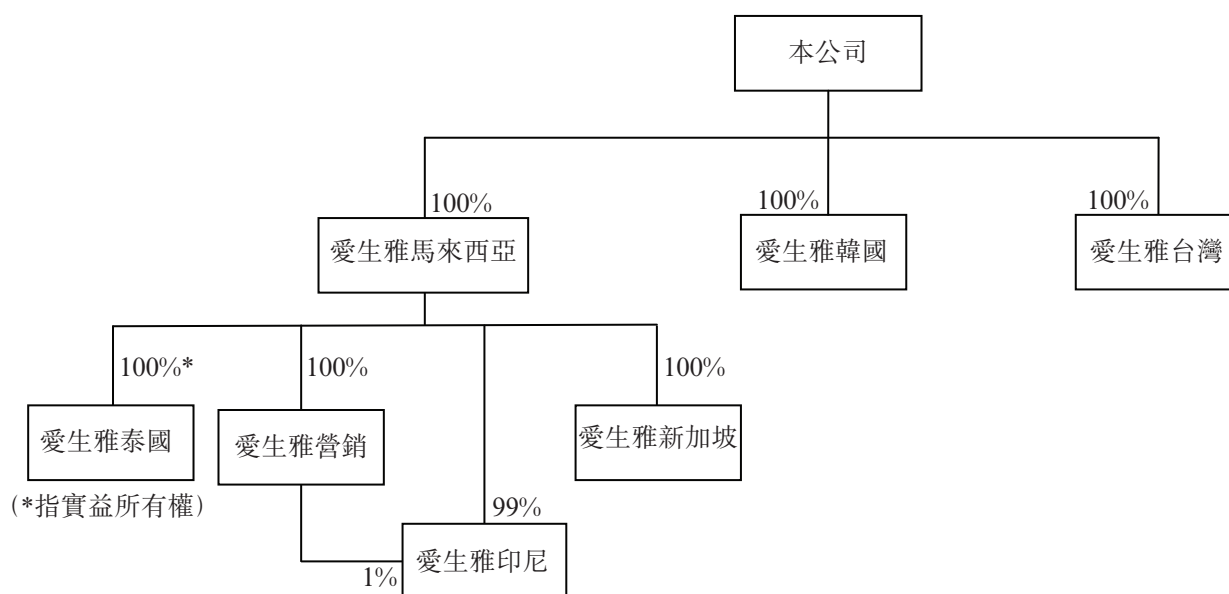 本公司
100%
100%
100%
愛生雅馬來西亞
愛生雅韓國
愛生雅台灣
100%*
100%
100%
愛生雅泰國
愛生雅營銷
愛生雅新加坡
(*指實益所有權)
99%
1%
愛生雅印尼